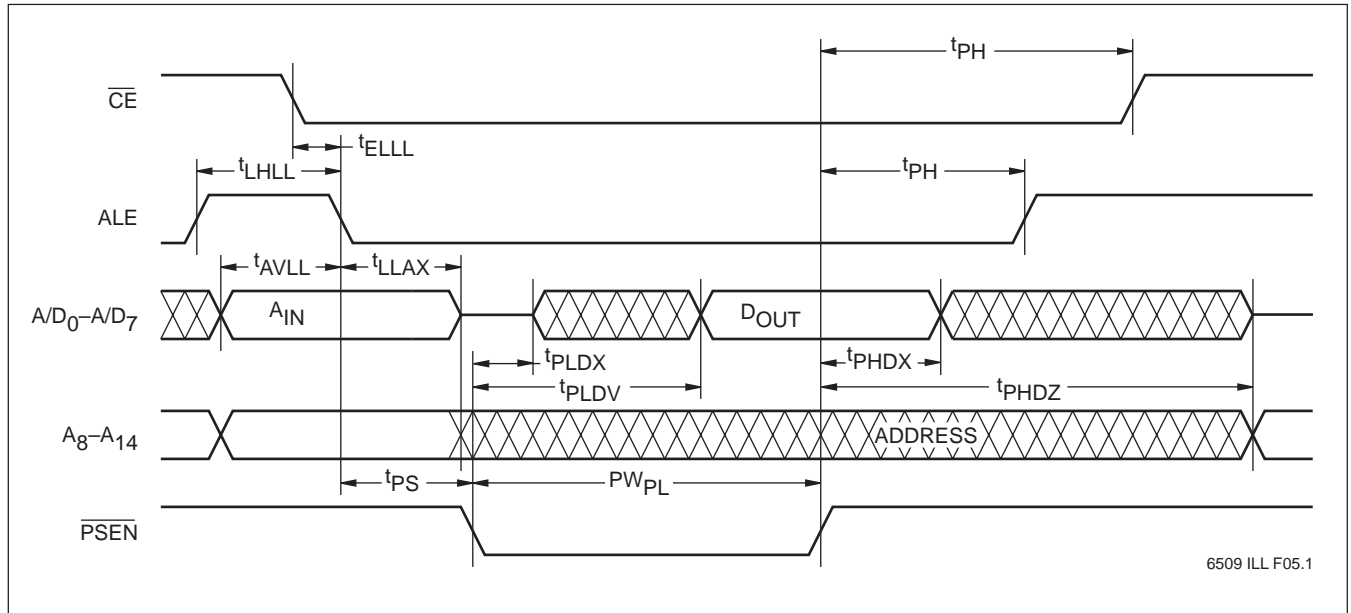 tPH
CE
tELLL
tLHLL
tPH
ALE
tAVLL
tLLAX
A/D0–A/D7
AIN
DOUT
tPLDX
tPHDX
tPLDV
tPHDZ
A8–A14
ADDRESS
tPS
PWPL
PSEN
6509 ILL F05.1